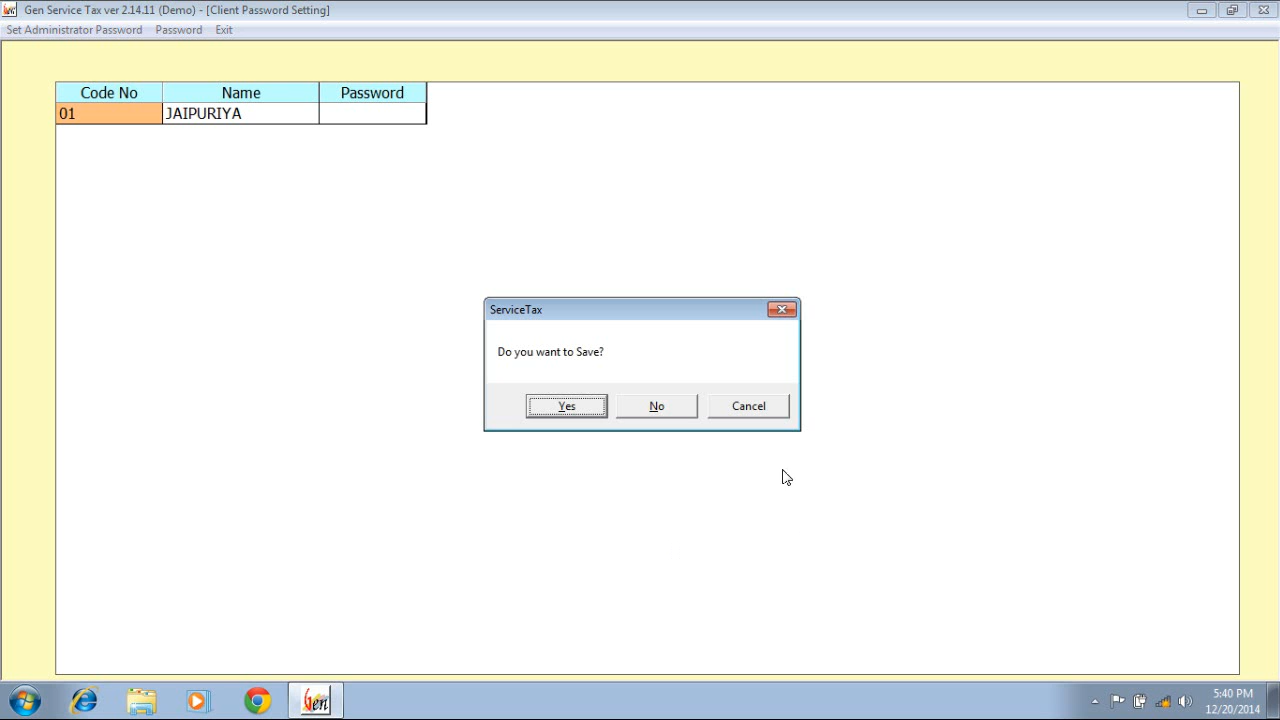 Gen Service Tax ver 2.14.11 (Demo) - [Client Password Setting]
Set Administrator Password Password Exit
Code No Name Password
01 JAIPURIYA
ServiceTax
Do you want to Save?
Yes No Cancel
Gen
5:40 PM
12/20/2014